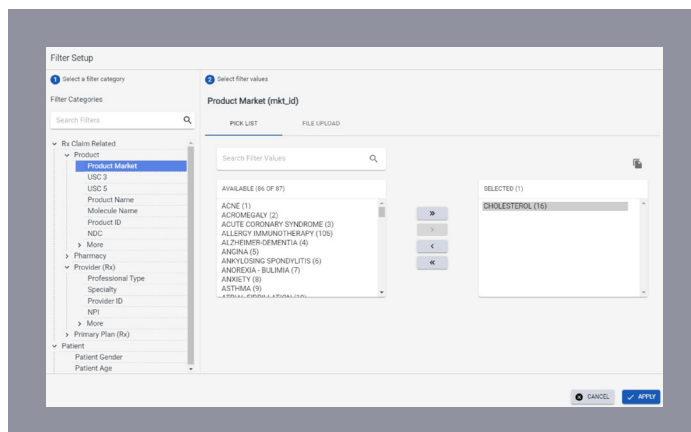 Filter Setup
1 Select a filter category
Filter Categories
Search Filters
Rx Claim Related
Product
Product Market
USC 3
USC 5
Product Name
Molecule Name
Product ID
NDC
More
Pharmacy
Provider (Rx)
Professional Type
Specialty
Provider ID
NPI
More
Primary Plan (Rx)
Patient
Patient Gender
Patient Age
2 Select filter values
Product Market (mkt_id)
PICK LIST
FILE UPLOAD
Search Filter Values
AVAILABLE (86 OF 87)
ACNE (1)
ACROMEGALY (2)
ACUTE CORONARY SYNDROME (3)
ALLERGY IMMUNOTHERAPY (105)
ALZHEIMER-DEMENTIA (4)
ANGINA (5)
ANKYLOSING SPONDYLITIS (6)
ANOREXIA - BULIMIA (7)
ANXIETY (8)
ASTHMA (9)
ATRIAL FIBRILLATION (10)
»
›
‹
«
SELECTED (1)
CHOLESTEROL (16)
CANCEL
APPLY